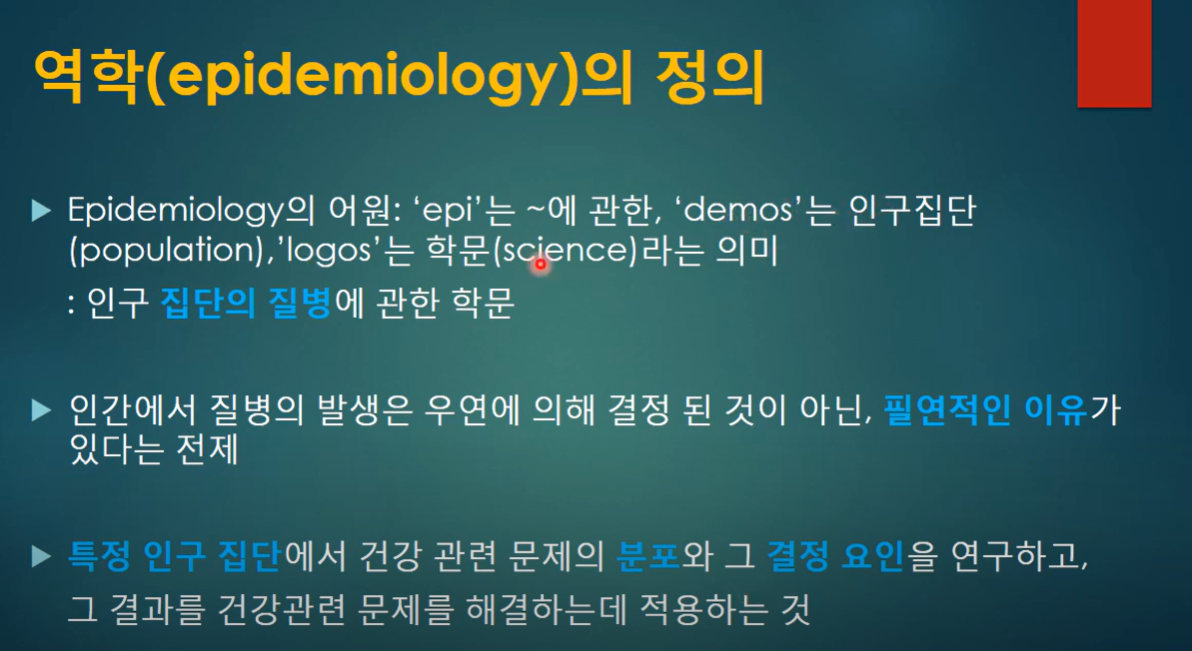 역학(epidemiology)의 정의
Epidemiology의 어원: ‘epi’는 ~에 관한, ‘demos’는 인구집단
(population),’logos’는 학문(science)라는 의미
: 인구 집단의 질병에 관한 학문
인간에서 질병의 발생은 우연에 의해 결정 된 것이 아닌, 필연적인 이유가
있다는 전제
특정 인구 집단에서 건강 관련 문제의 분포와 그 결정 요인을 연구하고,
그 결과를 건강관련 문제를 해결하는데 적용하는 것